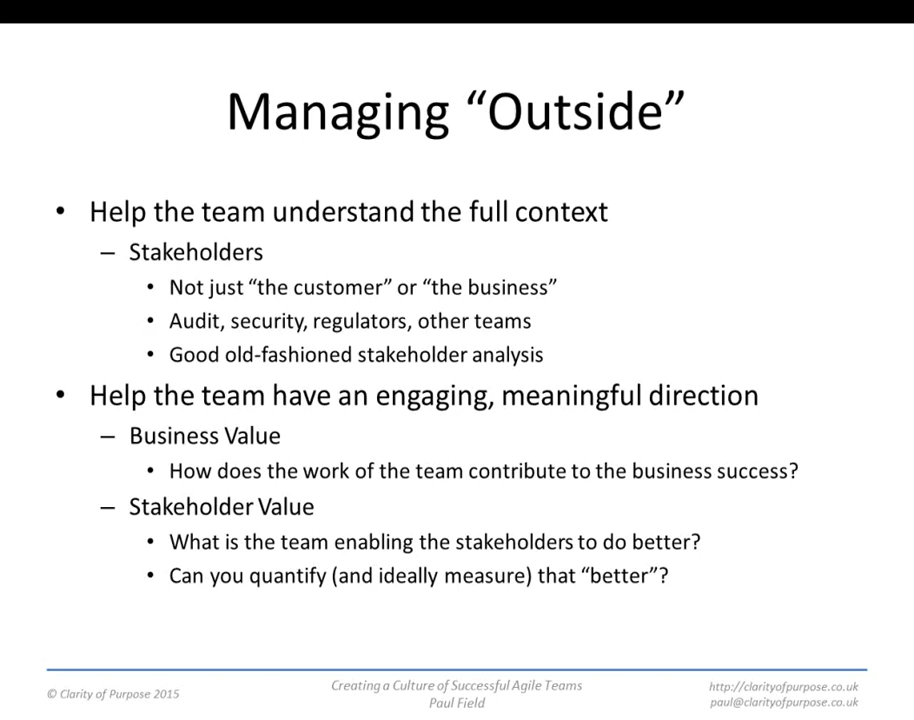 Managing “Outside”
• Help the team understand the full context
– Stakeholders
• Not just “the customer” or “the business”
• Audit, security, regulators, other teams
• Good old-fashioned stakeholder analysis
• Help the team have an engaging, meaningful direction
– Business Value
• How does the work of the team contribute to the business success?
– Stakeholder Value
• What is the team enabling the stakeholders to do better?
• Can you quantify (and ideally measure) that “better”?
© Clarity of Purpose 2015
Creating a Culture of Successful Agile Teams
Paul Field
http://clarityofpurpose.co.uk
paul@clarityofpurpose.co.uk